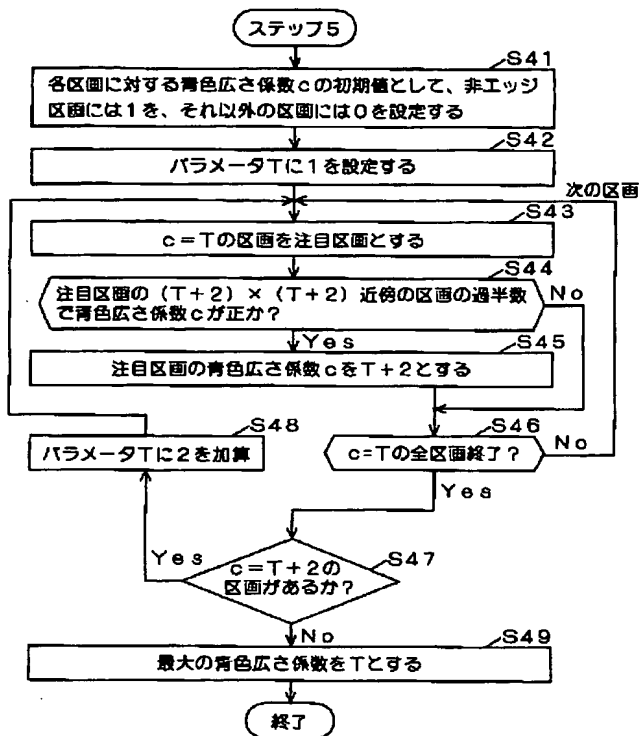 ステップ5
S41
各区画に対する青色広さ係数cの初期値として、非エッジ
区画には1を、それ以外の区画には0を設定する
S42
パラメータTに1を設定する
次の区画
S43
c=Tの区画を注目区画とする
S44
注目区画の(T+2)×(T+2)近傍の区画の過半数
で青色広さ係数cが正か?
No
Yes
S45
注目区画の青色広さ係数cをT+2とする
S48
パラメータTに2を加算
S46
c=Tの全区画終了?
No
Yes
Yes
S47
c=T+2の
区画があるか?
No
S49
最大の青色広さ係数をTとする
終了